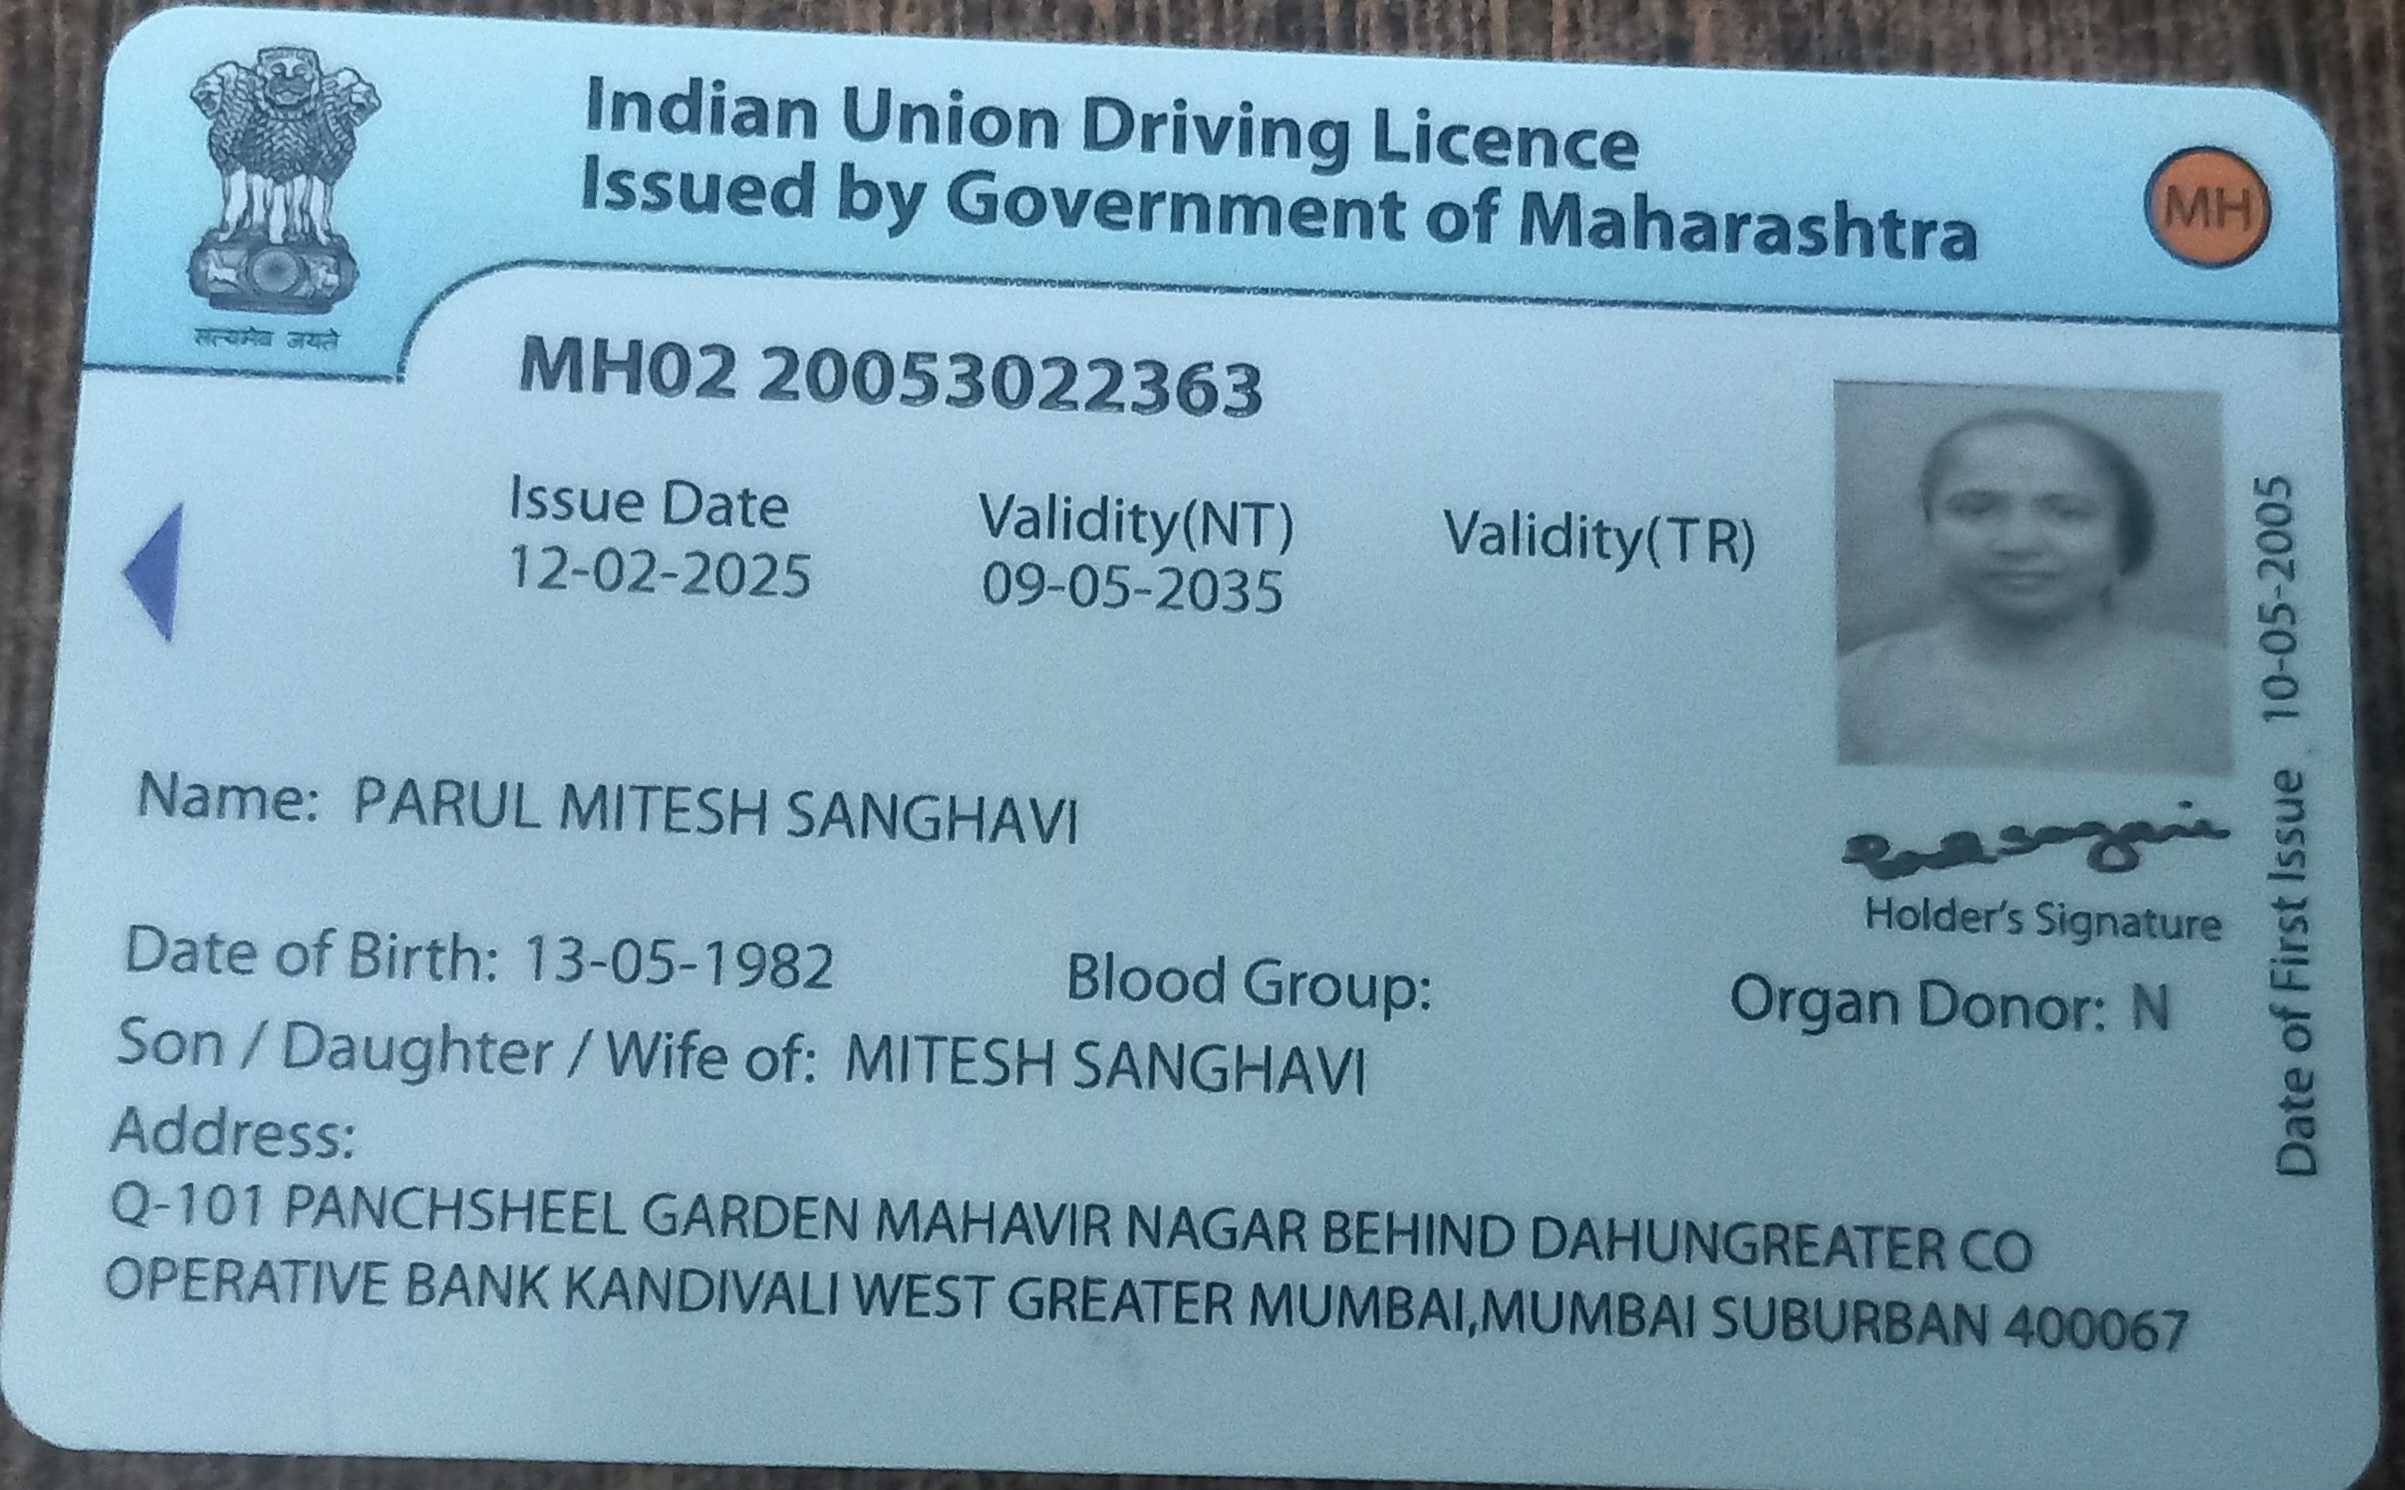 Indian Union Driving Licence
Issued by Government of Maharashtra
MH
सत्यमेव जयते
MH02 20053022363
Issue Date
12-02-2025
Validity(NT)
09-05-2035
Validity(TR)
Name: PARUL MITESH SANGHAVI
Holder's Signature
Date of Birth: 13-05-1982
Blood Group:
Organ Donor: N
Son / Daughter / Wife of: MITESH SANGHAVI
Address:
Q-101 PANCHSHEEL GARDEN MAHAVIR NAGAR BEHIND DAHUNGREATER CO
OPERATIVE BANK KANDIVALI WEST GREATER MUMBAI,MUMBAI SUBURBAN 400067
Date of First Issue 10-05-2005